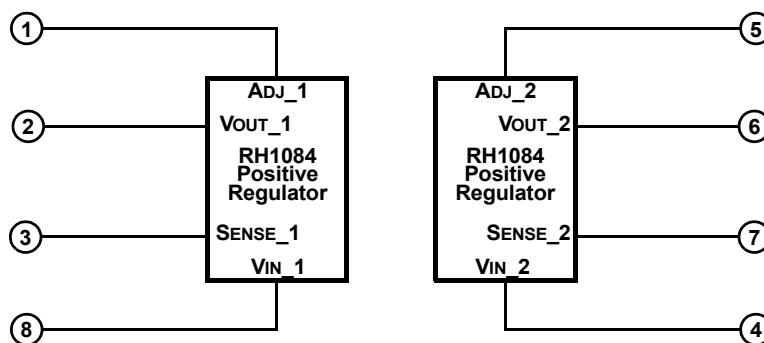 1
5
ADJ_1
ADJ_2
2
VOUT_1
VOUT_2
6
RH1084
Positive
Regulator
RH1084
Positive
Regulator
3
SENSE_1
SENSE_2
7
VIN_1
VIN_2
8
4